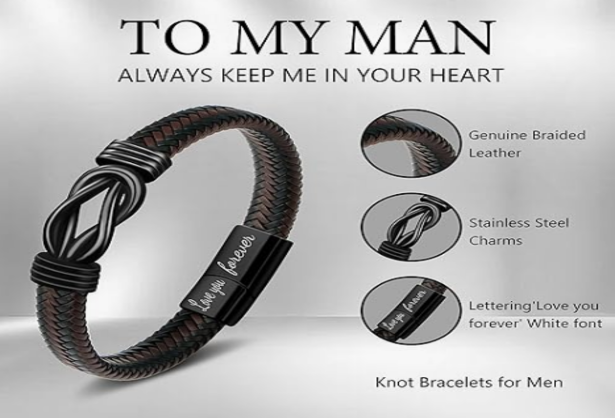 TO MY MAN
ALWAYS KEEP ME IN YOUR HEART
Genuine Braided
Leather
Stainless Steel
Charms
Love you forever
Lettering'Love you
forever' White font
Love you forever
Knot Bracelets for Men